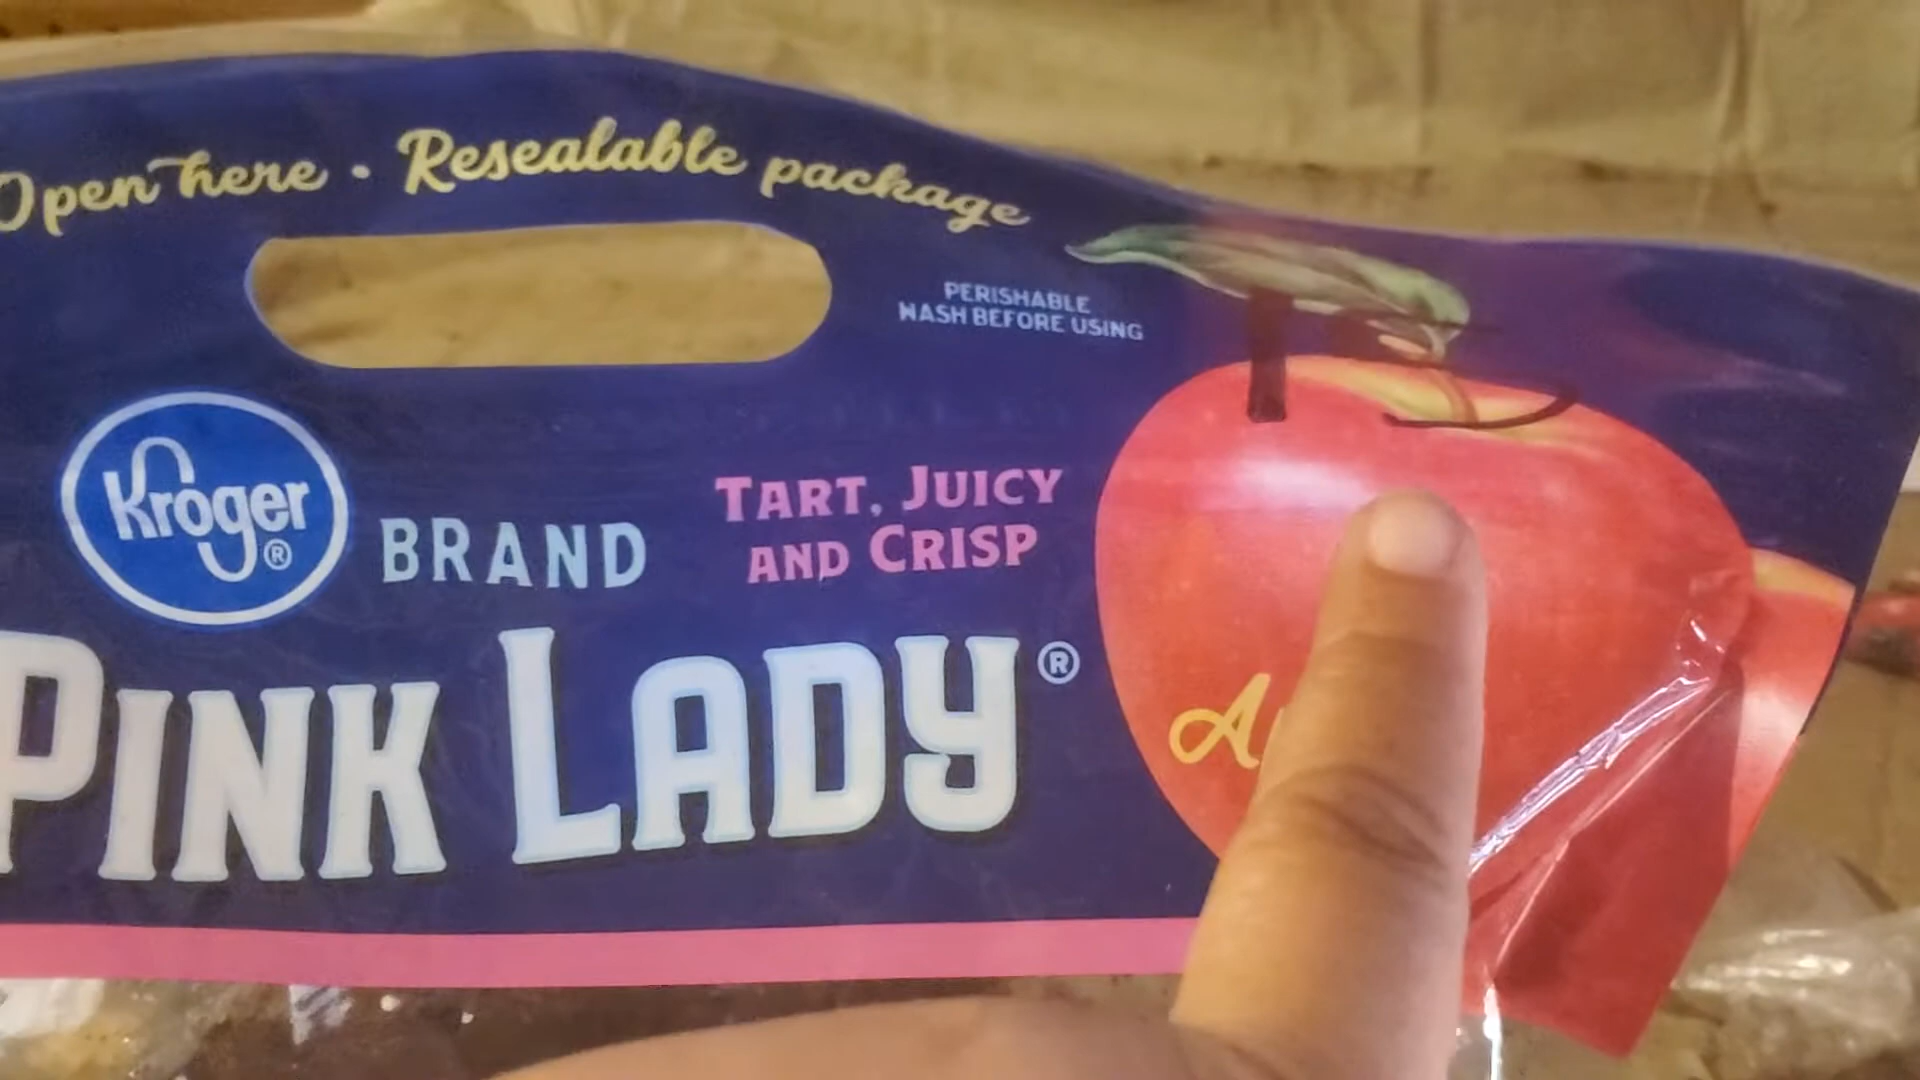 Open here • Resealable package
PERISHABLE
WASH BEFORE USING
Kroger®
BRAND
TART, JUICY
AND CRISP
PINK LADY®